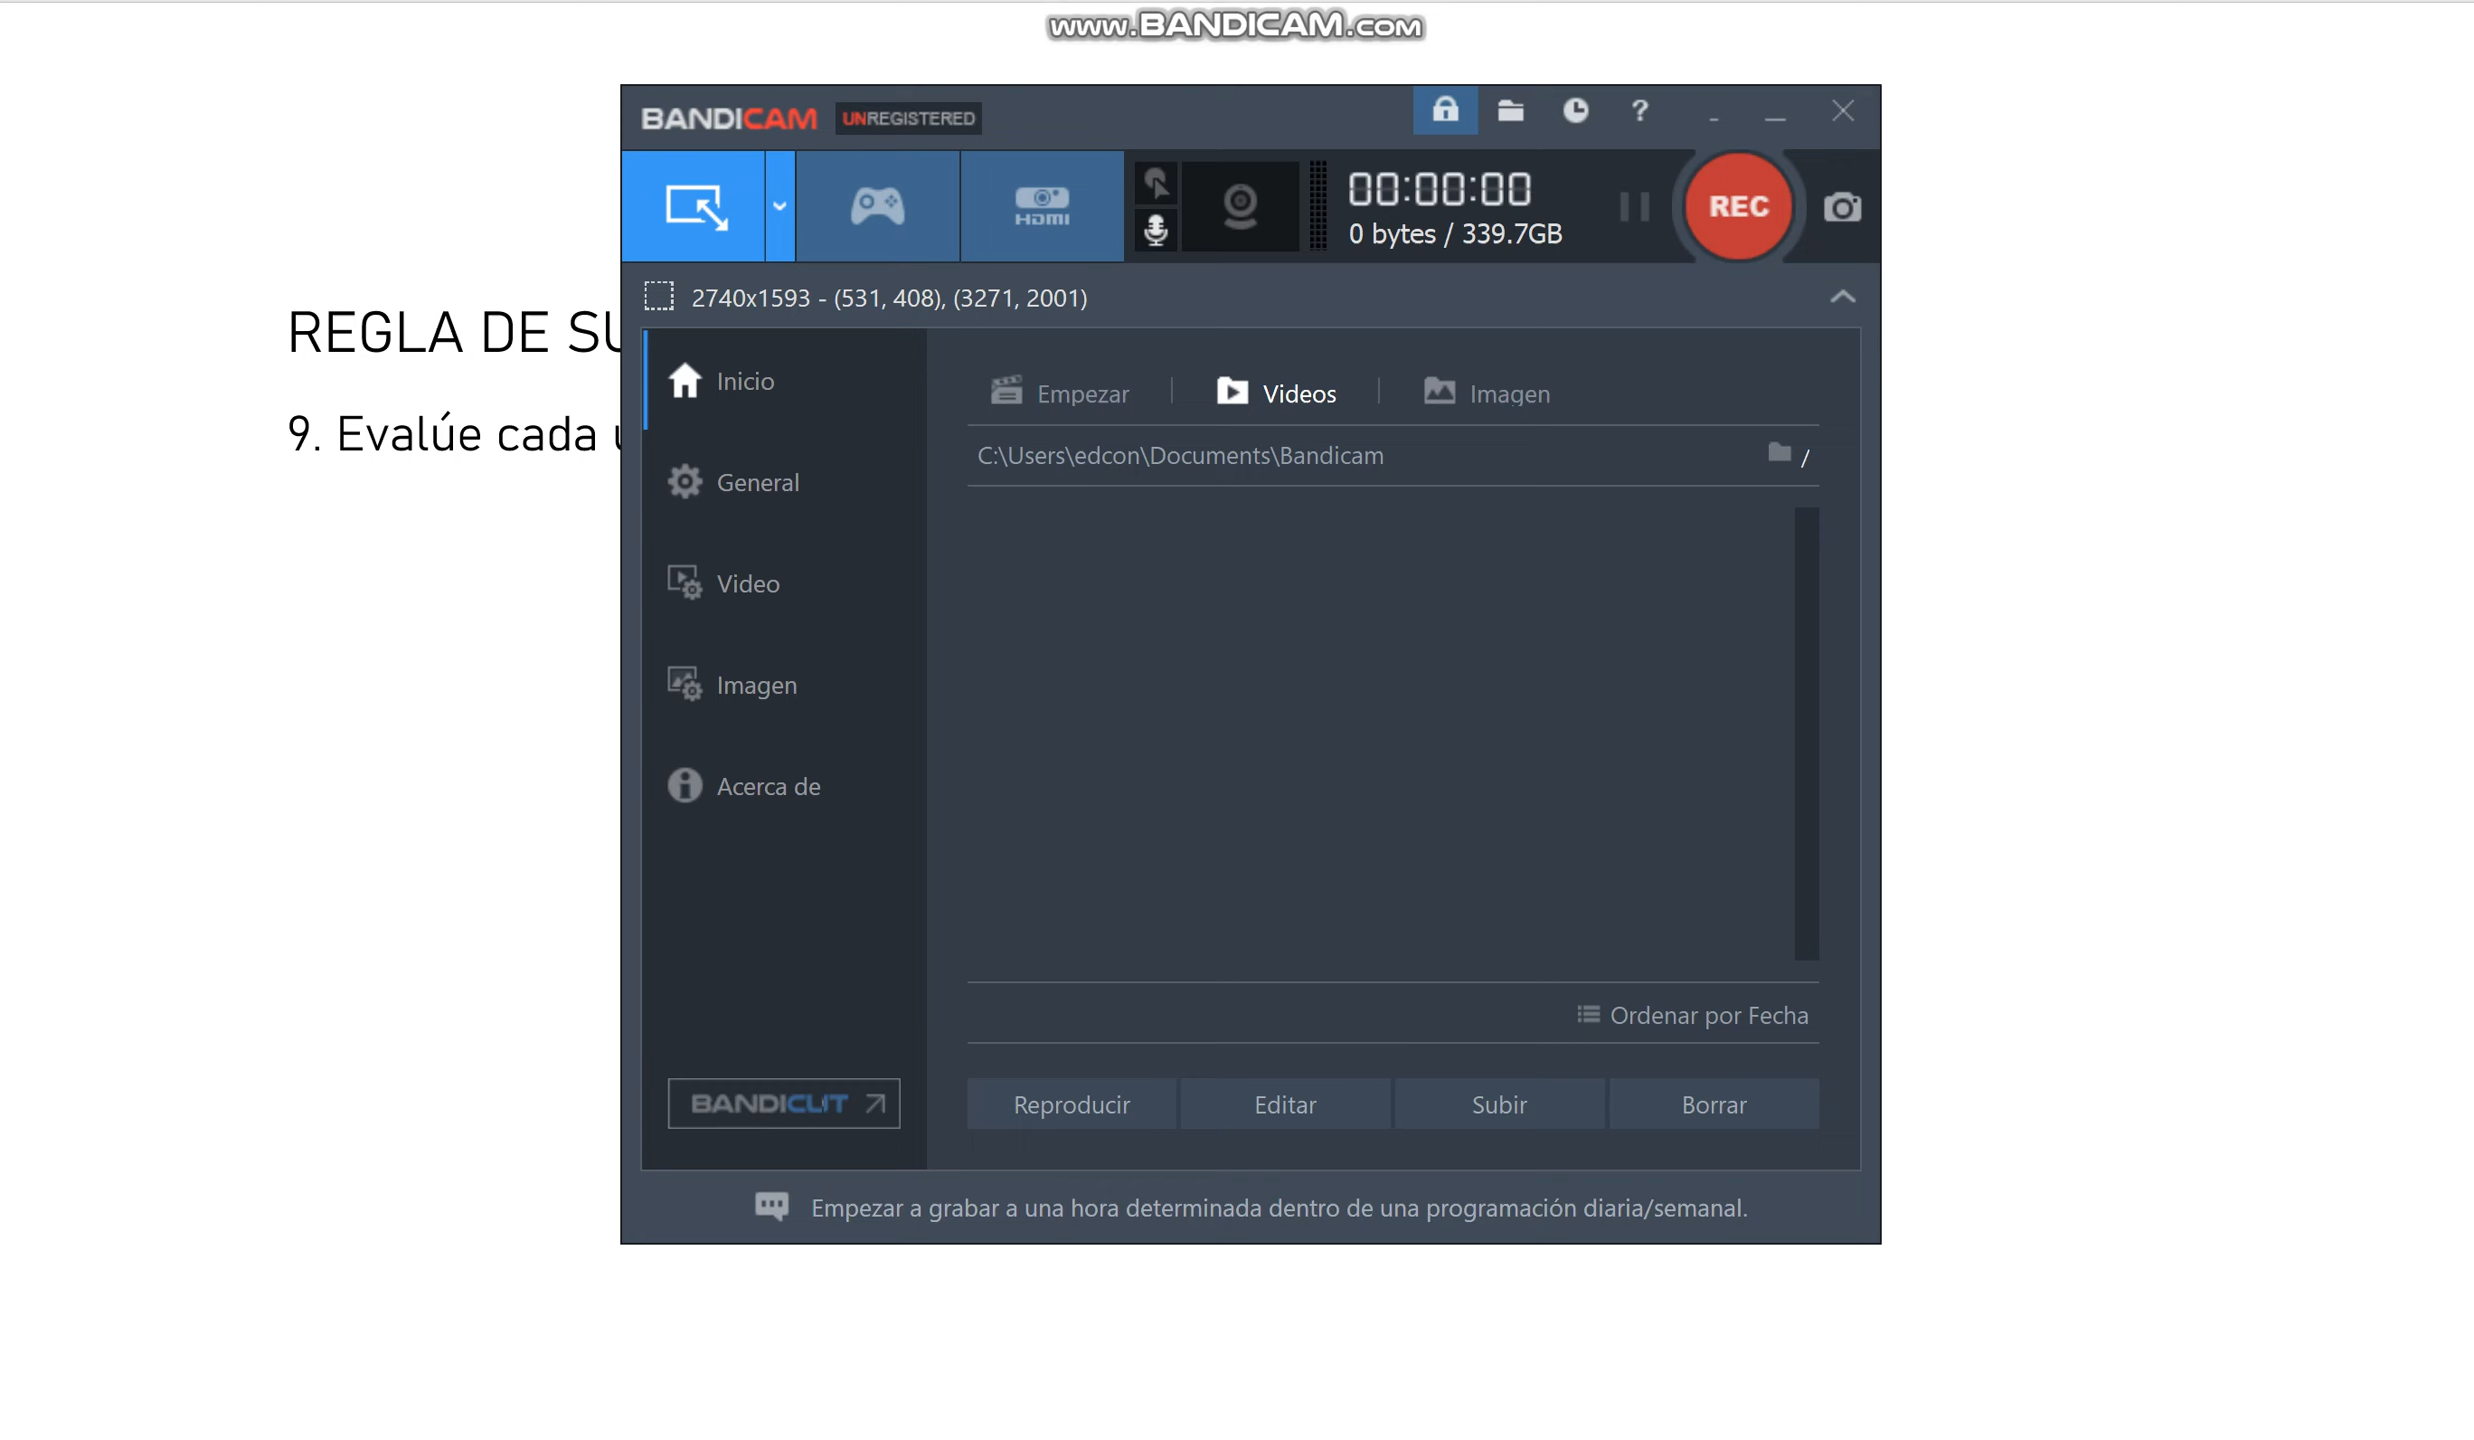 www.BANDICAM.com
BANDICAM UNREGISTERED
?
HDMI
00:00:00
0 bytes / 339.7GB
REC
2740x1593 - (531, 408), (3271, 2001)
REGLA DE
9. Evalúe cada
Inicio
General
Video
Imagen
Acerca de
BANDICUT
Empezar
Videos
Imagen
C:\Users\edcon\Documents\Bandicam
/
Ordenar por Fecha
Reproducir
Editar
Subir
Borrar
Empezar a grabar a una hora determinada dentro de una programación diaria/semanal.